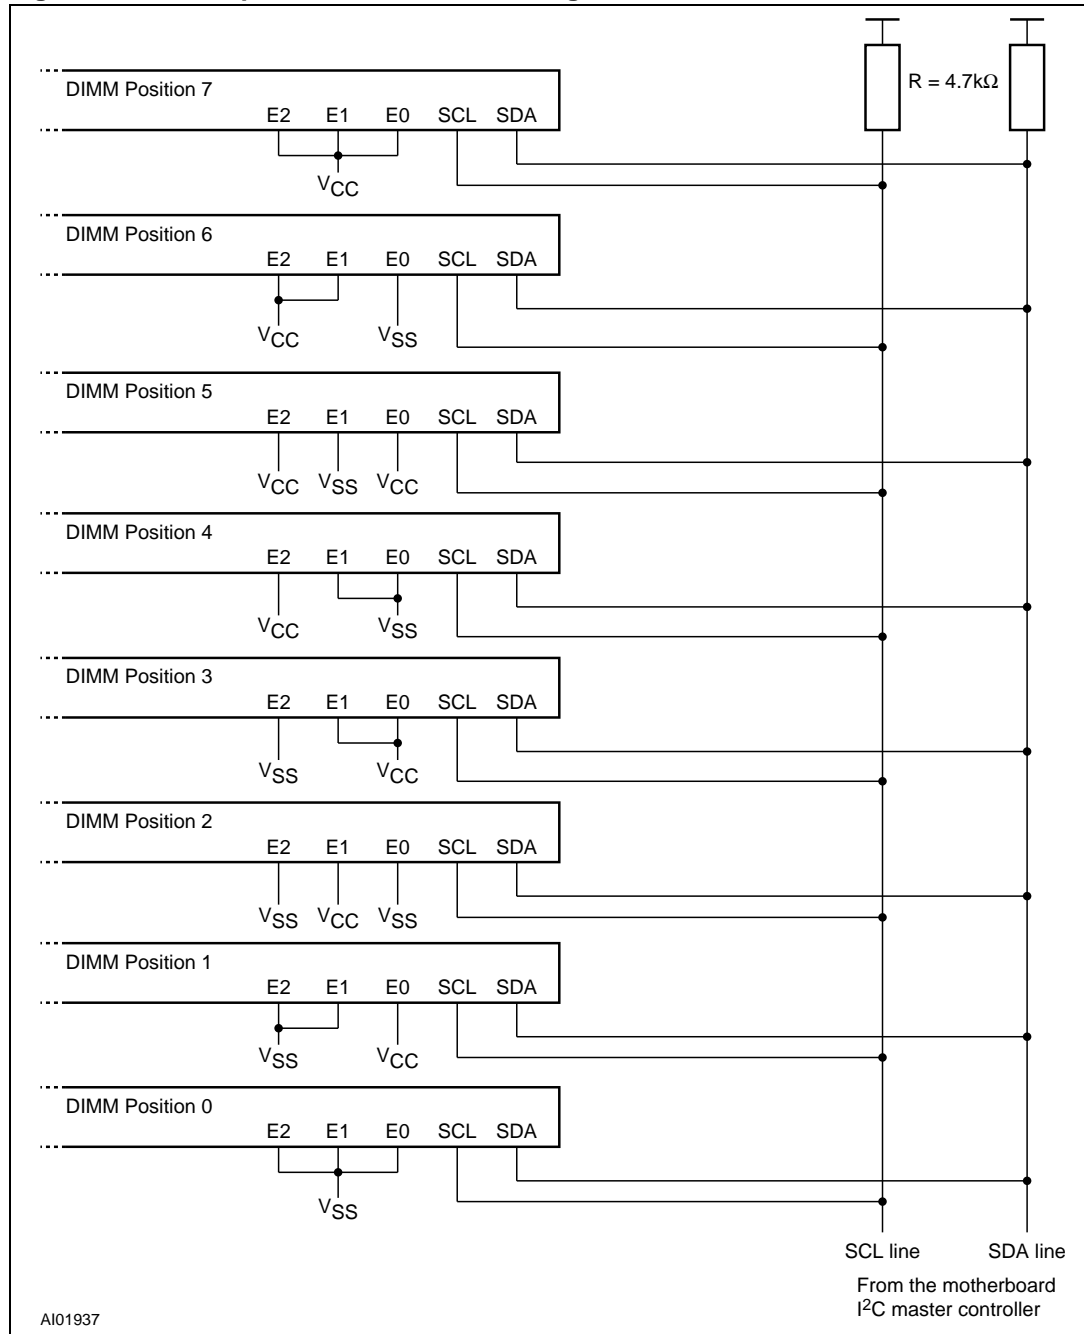 R = 4.7kΩ
DIMM Position 7
E2 E1 E0 SCL SDA
VCC
DIMM Position 6
E2 E1 E0 SCL SDA
VCC VSS
DIMM Position 5
E2 E1 E0 SCL SDA
VCC VSS VCC
DIMM Position 4
E2 E1 E0 SCL SDA
VCC VSS
DIMM Position 3
E2 E1 E0 SCL SDA
VSS VCC
DIMM Position 2
E2 E1 E0 SCL SDA
VSS VCC VSS
DIMM Position 1
E2 E1 E0 SCL SDA
VSS VCC
DIMM Position 0
E2 E1 E0 SCL SDA
VSS
SCL line SDA line
From the motherboard
I2C master controller
AI01937